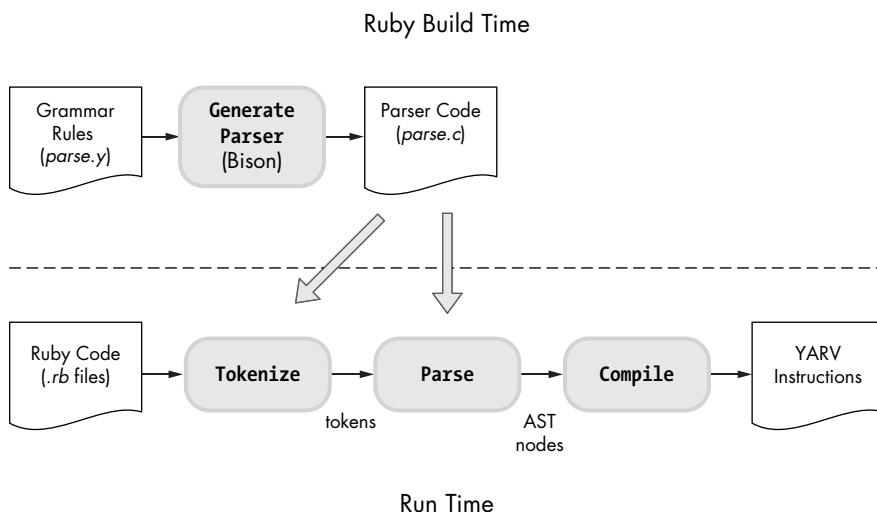 Ruby Build Time
Grammar
Rules
(parse.y)
Generate
Parser
(Bison)
Parser Code
(parse.c)
Ruby Code
(.rb files)
Tokenize
tokens
Parse
AST
nodes
Compile
YARV
Instructions
Run Time